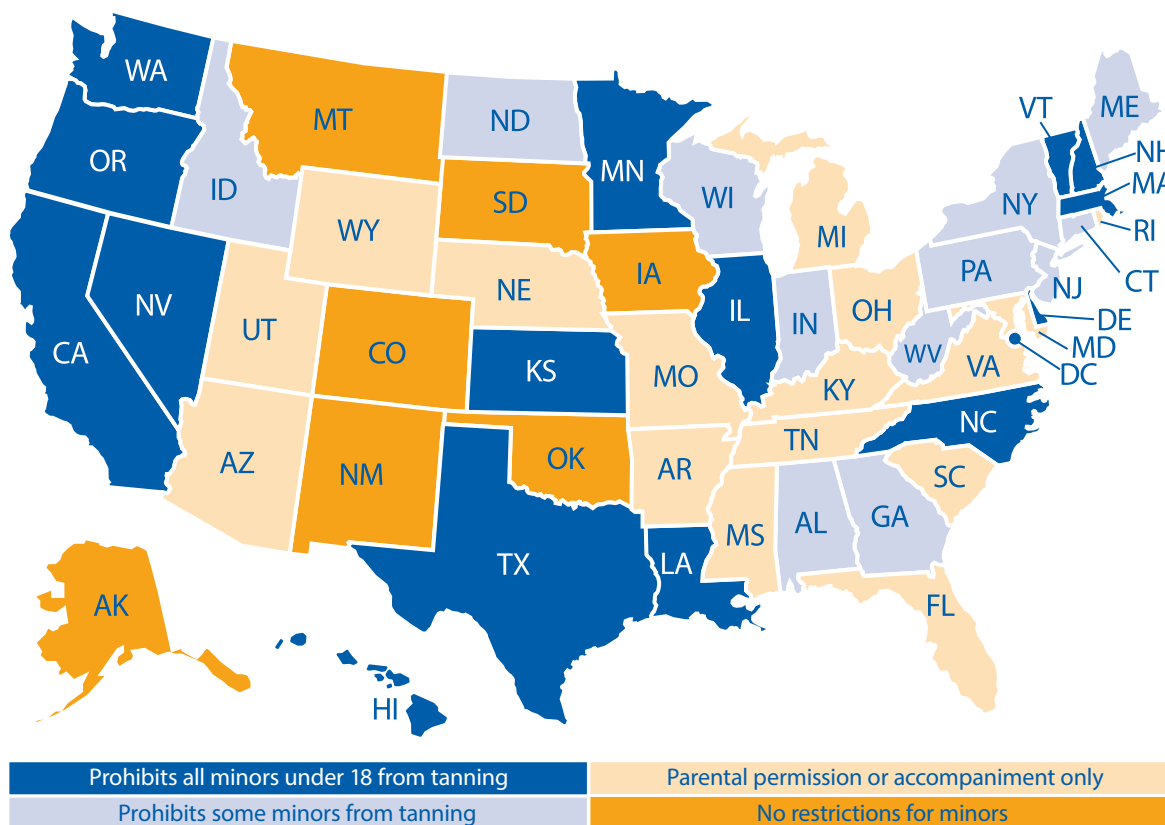 WA
MT
ND
VT
ME
OR
MN
NH
ID
SD
WI
NY
MA
WY
MI
RI
IA
PA
CT
NV
NE
NJ
CA
UT
IL
IN
OH
DE
CO
WV
MD
KS
MO
KY
VA
DC
NC
TN
AZ
NM
OK
AR
SC
MS
AL
GA
TX
LA
AK
FL
HI
Prohibits all minors under 18 from tanning
Parental permission or accompaniment only
Prohibits some minors from tanning
No restrictions for minors